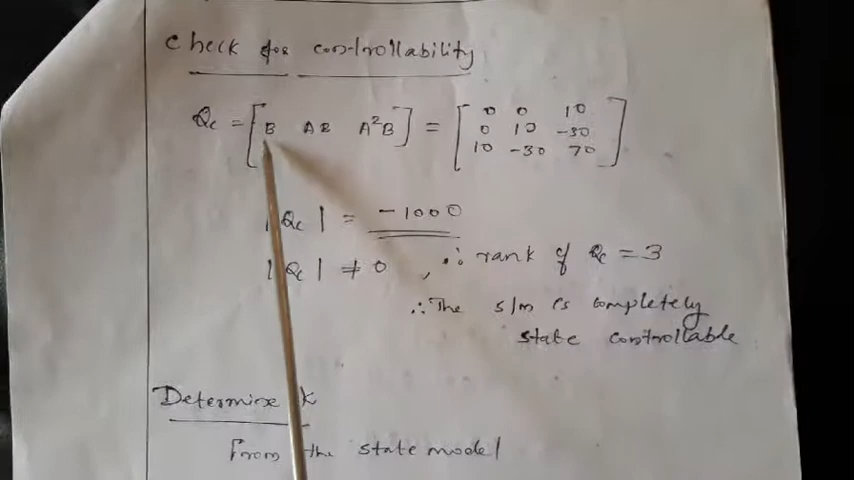 Check for controllability
Qc = [B AB A²B] = [0 0 10
0 10 -30
10 -30 70]
|Qc| = -1000
|Qc| ≠ 0, ∴ rank of Qc = 3
∴ The s/m is completely
state controllable
Determine K
From the state model